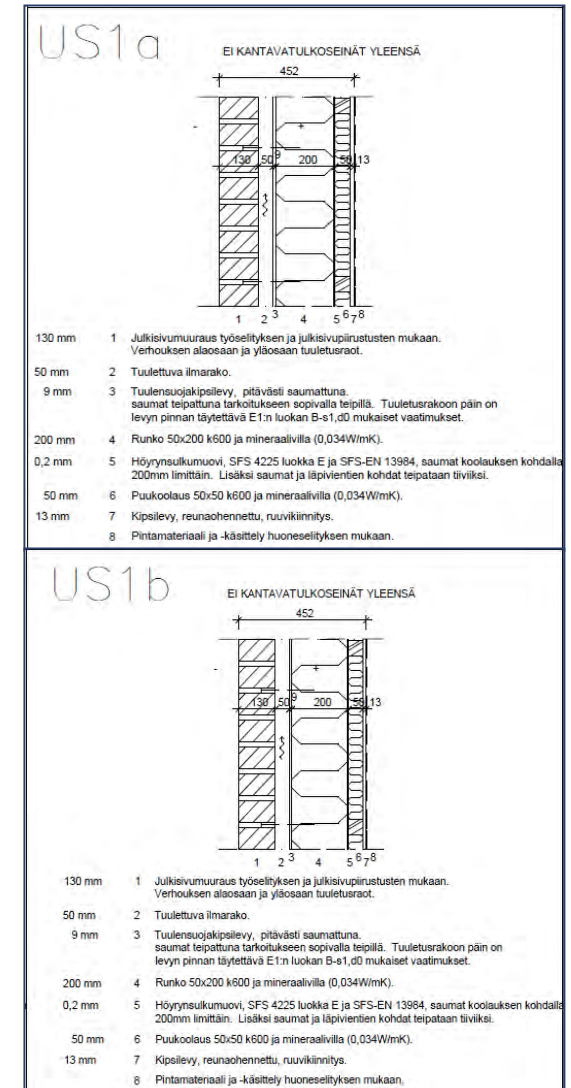 US1a
EI KANTAVATULKOSEINÄT YLEENSÄ
452
130 50 9 200 50 13
1 2 3 4 5 6 7 8
130 mm 1 Julkisivumuuraus työselityksen ja julkisivupiirustusten mukaan.
Verhouksen alaosaan ja yläosaan tuuletusraot.
50 mm 2 Tuulettuva ilmarako.
9 mm 3 Tuulensuojakipsilevy, pitävästi saumattuna.
saumat teipattuna tarkoitukseen sopivalla teipillä. Tuuletusrakoon päin on
levyn pinnan täytettävä E1:n luokan B-s1,d0 mukaiset vaatimukset.
200 mm 4 Runko 50x200 k600 ja mineraalivilla (0,034W/mK).
0,2 mm 5 Höyrynsulkumuovi, SFS 4225 luokka E ja SFS-EN 13984, saumat koolauksen kohdalla
200mm limittäin. Lisäksi saumat ja läpivientien kohdat teipataan tiiviiksi.
50 mm 6 Puukoolaus 50x50 k600 ja mineraalivilla (0,034W/mK).
13 mm 7 Kipsilevy, reunaohennettu, ruuvikiinnitys.
8 Pintamateriaali ja -käsittely huoneselityksen mukaan.
US1b
EI KANTAVATULKOSEINÄT YLEENSÄ
452
130 50 9 200 50 13
1 2 3 4 5 6 7 8
130 mm 1 Julkisivumuuraus työselityksen ja julkisivupiirustusten mukaan.
Verhouksen alaosaan ja yläosaan tuuletusraot.
50 mm 2 Tuulettuva ilmarako.
9 mm 3 Tuulensuojakipsilevy, pitävästi saumattuna.
saumat teipattuna tarkoitukseen sopivalla teipillä. Tuuletusrakoon päin on
levyn pinnan täytettävä E1:n luokan B-s1,d0 mukaiset vaatimukset.
200 mm 4 Runko 50x200 k600 ja mineraalivilla (0,034W/mK).
0,2 mm 5 Höyrynsulkumuovi, SFS 4225 luokka E ja SFS-EN 13984, saumat koolauksen kohdalla
200mm limittäin. Lisäksi saumat ja läpivientien kohdat teipataan tiiviiksi.
50 mm 6 Puukoolaus 50x50 k600 ja mineraalivilla (0,034W/mK).
13 mm 7 Kipsilevy, reunaohennettu, ruuvikiinnitys.
8 Pintamateriaali ja -käsittely huoneselityksen mukaan.